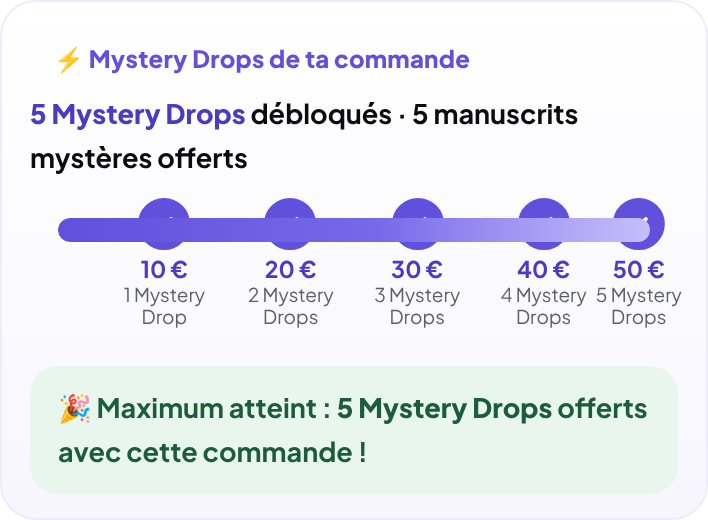 ⚡ Mystery Drops de ta commande
5 Mystery Drops débloqués · 5 manuscrits
mystères offerts
10 € 20 € 30 € 40 € 50 €
1 Mystery 2 Mystery 3 Mystery 4 Mystery 5 Mystery
Drop Drops Drops Drops Drops
🎉 Maximum atteint : 5 Mystery Drops offerts
avec cette commande !